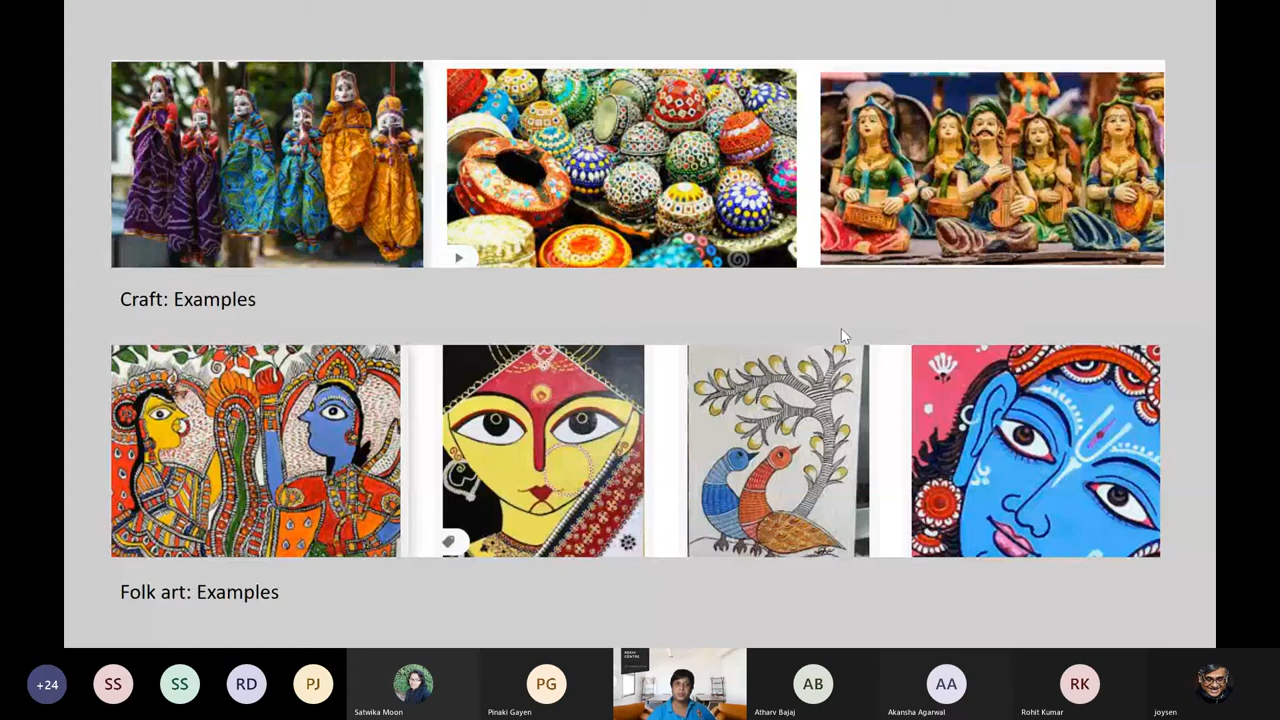 Craft: Examples
Folk art: Examples
+24
SS
SS
RD
PJ
Satwika Moon
PG
Pinaki Gayen
AB
Atharv Bajaj
AA
Akansha Agarwal
RK
Rohit Kumar
joysen